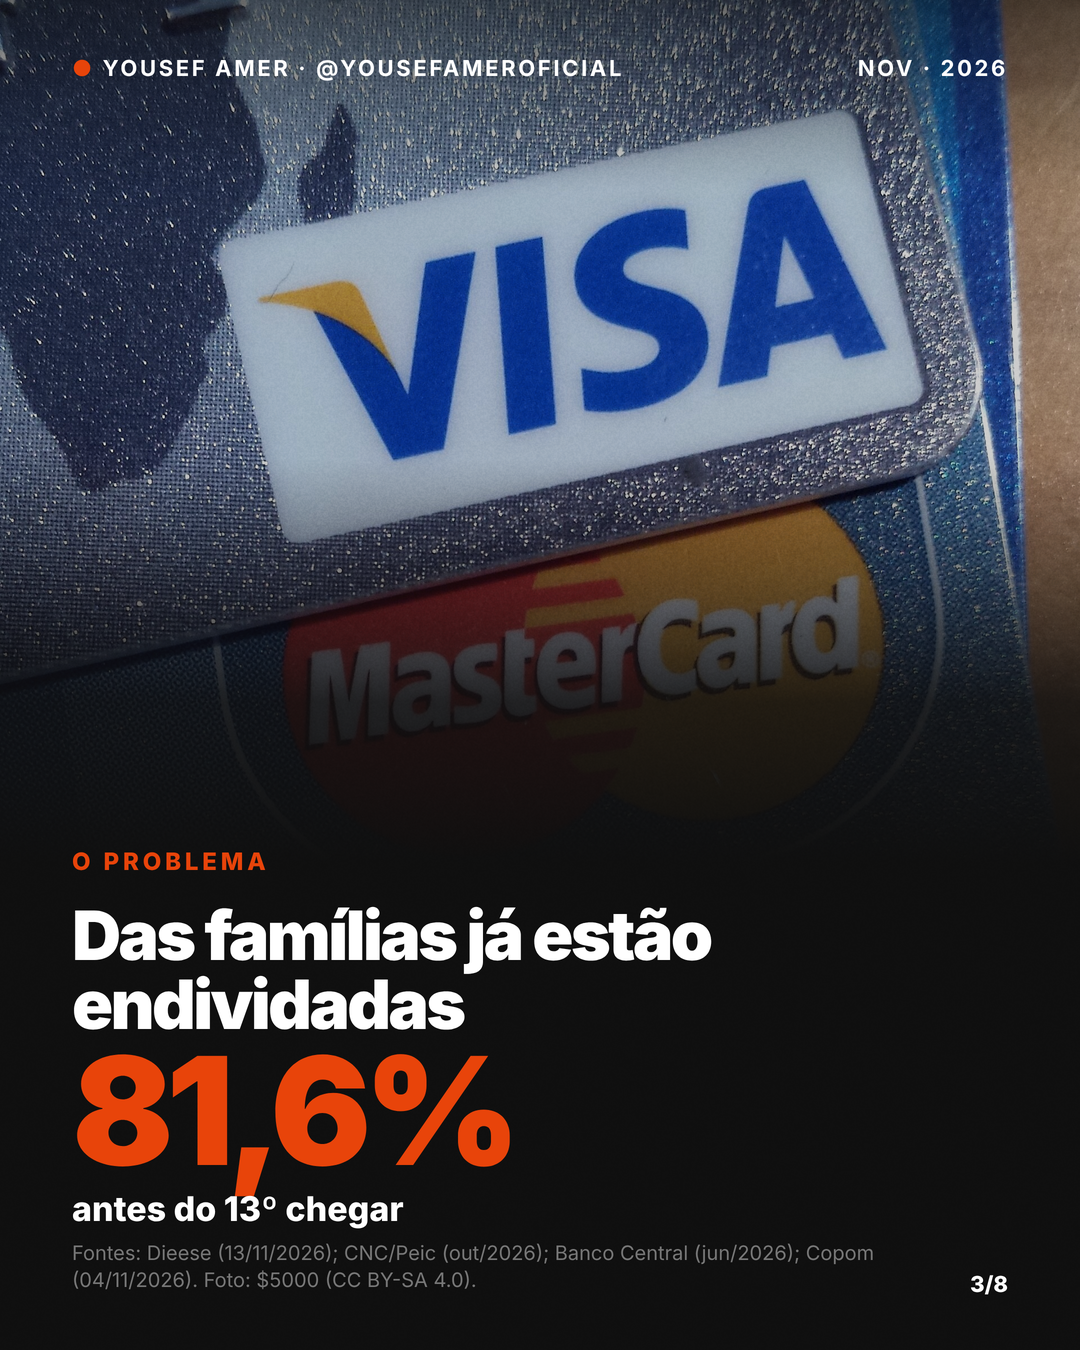 YOUSEF AMER · @YOUSEFAMEROFICIAL
NOV · 2026
VISA
MasterCard
O PROBLEMA
Das famílias já estão
endividadas
81,6%
antes do 13º chegar
Fontes: Dieese (13/11/2026); CNC/Peic (out/2026); Banco Central (jun/2026); Copom
(04/11/2026). Foto: $5000 (CC BY-SA 4.0).
3/8